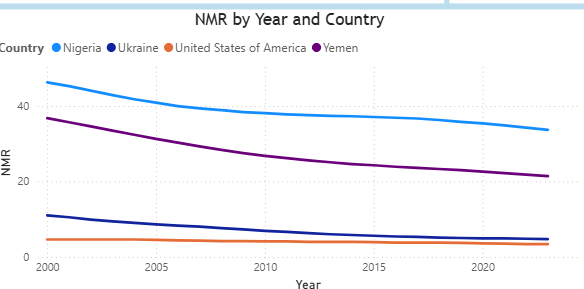 NMR by Year and Country
Country Nigeria Ukraine United States of America Yemen
40
20
0
NMR
2000 2005 2010 2015 2020
Year